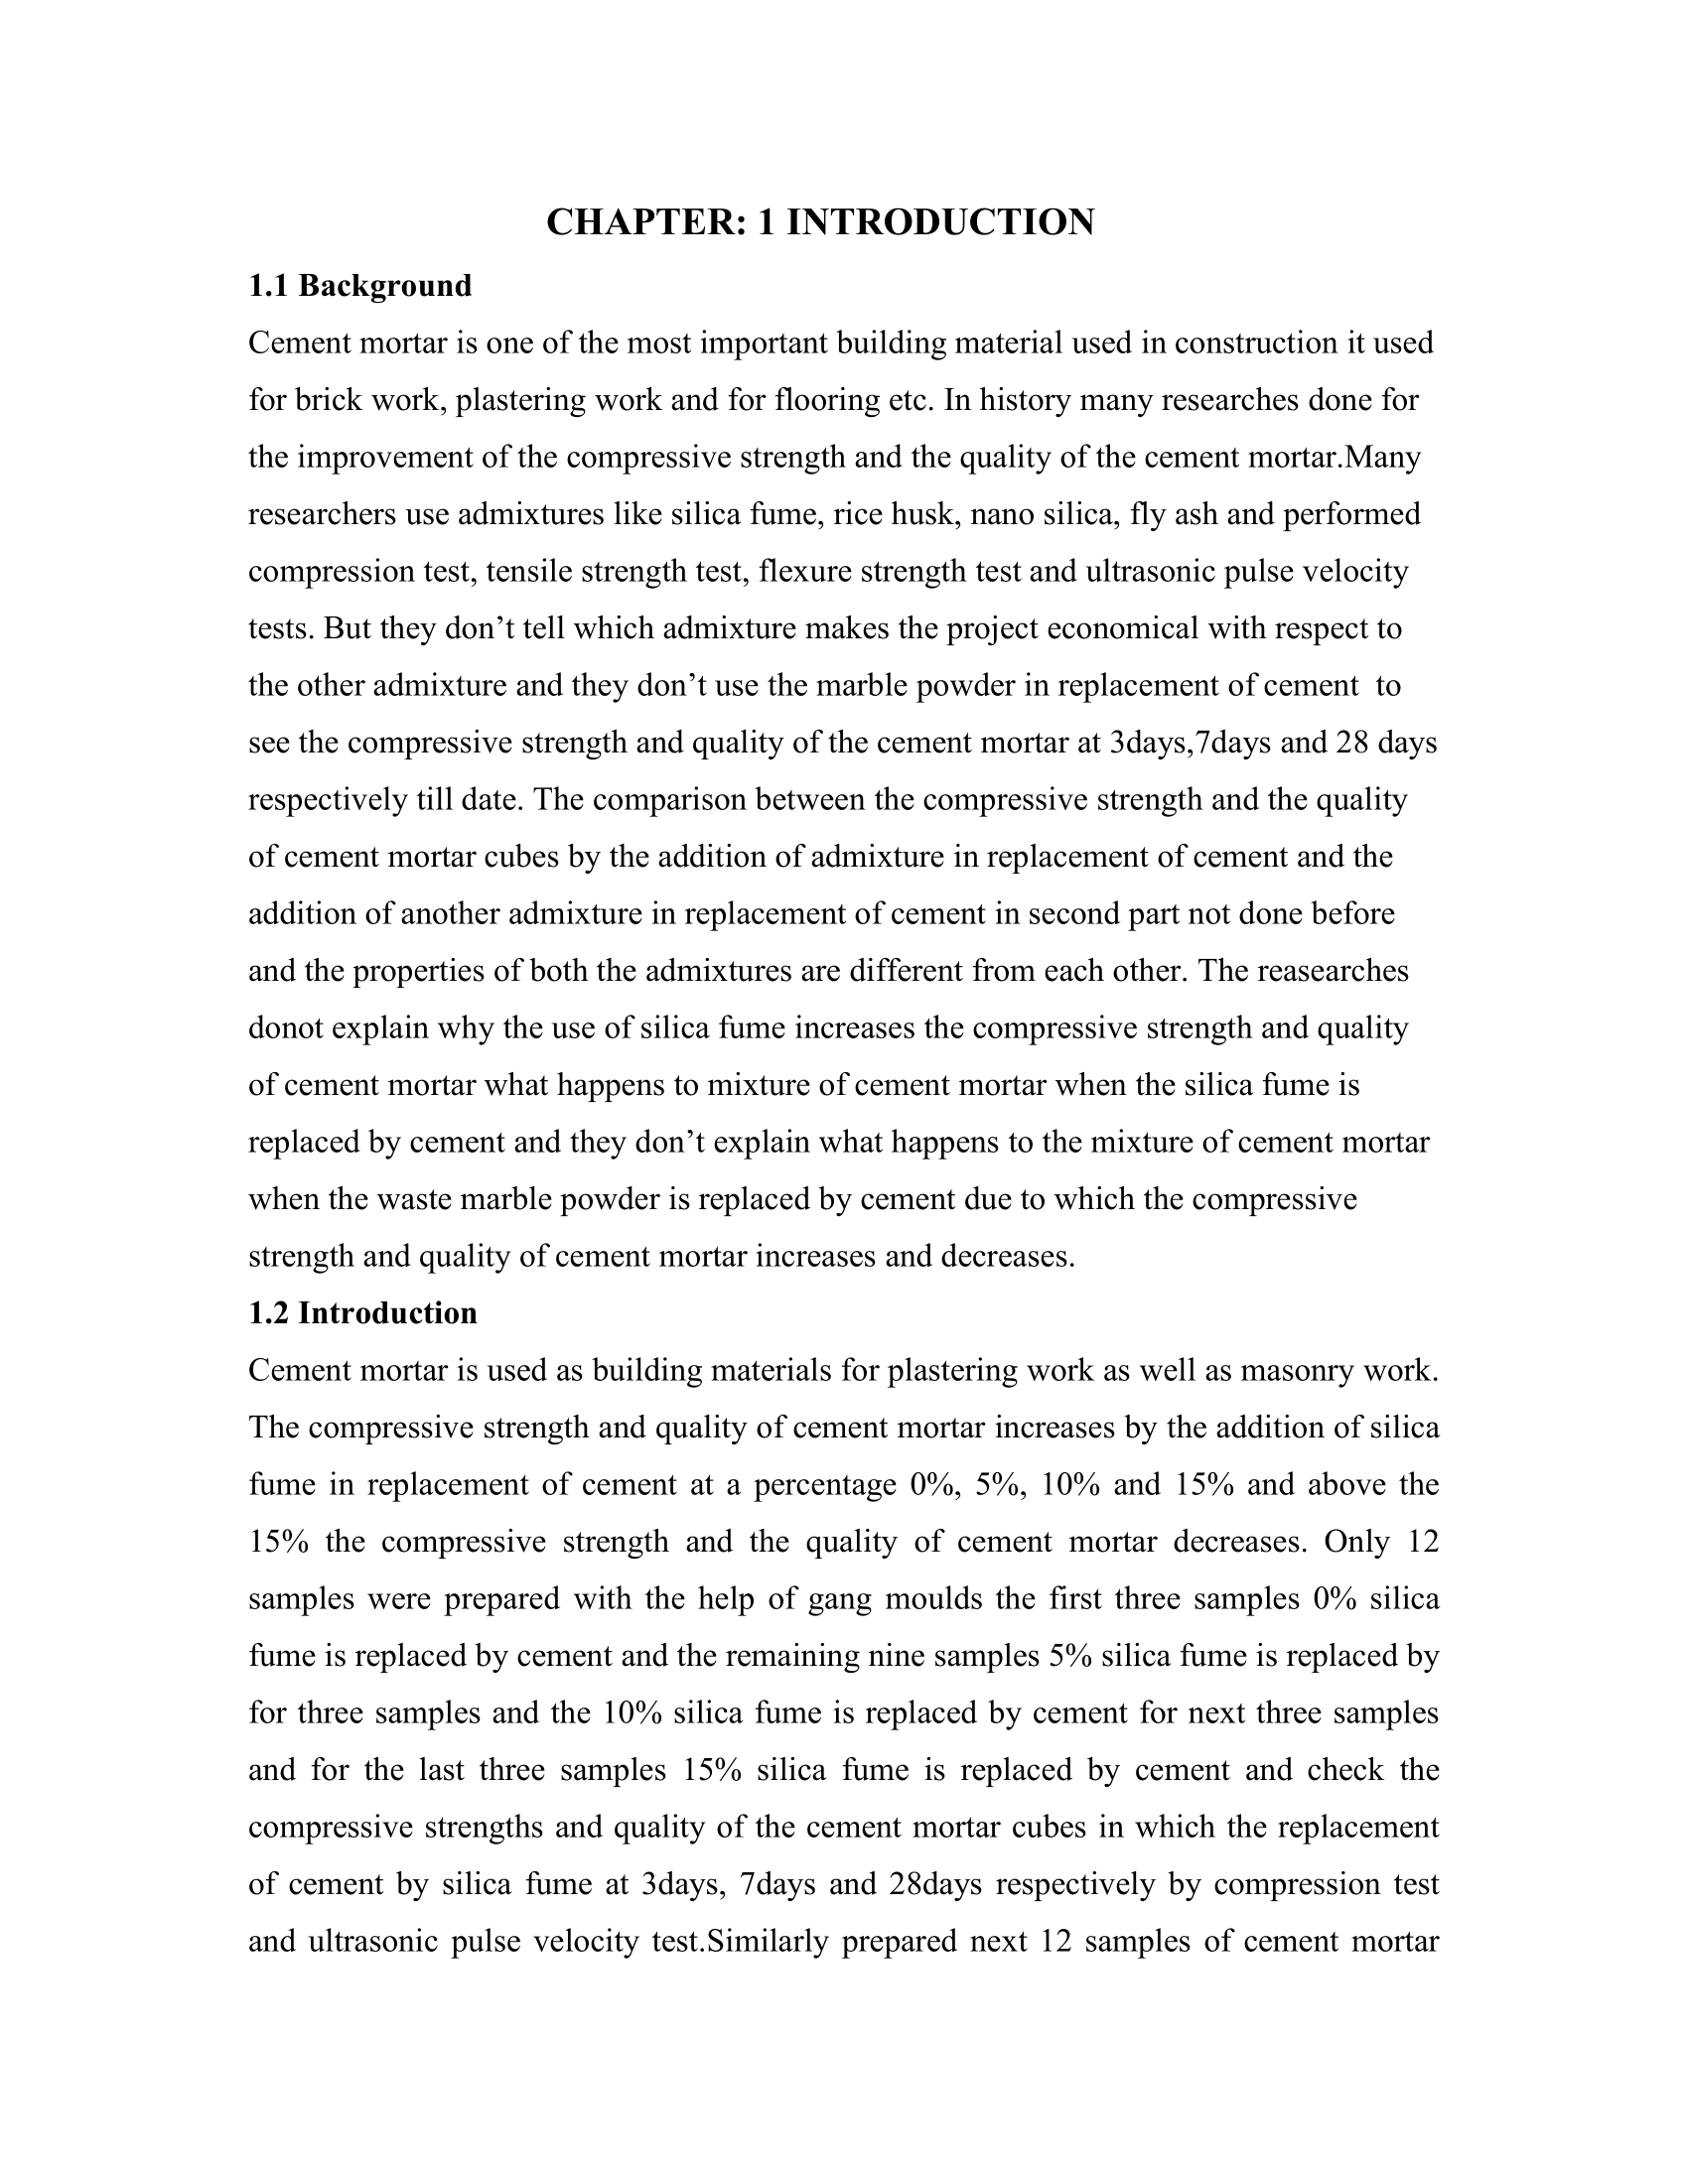 CHAPTER: 1 INTRODUCTION
1.1 Background
Cement mortar is one of the most important building material used in construction it used
for brick work, plastering work and for flooring etc. In history many researches done for
the improvement of the compressive strength and the quality of the cement mortar.Many
researchers use admixtures like silica fume, rice husk, nano silica, fly ash and performed
compression test, tensile strength test, flexure strength test and ultrasonic pulse velocity
tests. But they don’t tell which admixture makes the project economical with respect to
the other admixture and they don’t use the marble powder in replacement of cement  to
see the compressive strength and quality of the cement mortar at 3days,7days and 28 days
respectively till date. The comparison between the compressive strength and the quality
of cement mortar cubes by the addition of admixture in replacement of cement and the
addition of another admixture in replacement of cement in second part not done before
and the properties of both the admixtures are different from each other. The reasearches
donot explain why the use of silica fume increases the compressive strength and quality
of cement mortar what happens to mixture of cement mortar when the silica fume is
replaced by cement and they don’t explain what happens to the mixture of cement mortar
when the waste marble powder is replaced by cement due to which the compressive
strength and quality of cement mortar increases and decreases.
1.2 Introduction
Cement mortar is used as building materials for plastering work as well as masonry work.
The compressive strength and quality of cement mortar increases by the addition of silica
fume in replacement of cement at a percentage 0%, 5%, 10% and 15% and above the
15% the compressive strength and the quality of cement mortar decreases. Only 12
samples were prepared with the help of gang moulds the first three samples 0% silica
fume is replaced by cement and the remaining nine samples 5% silica fume is replaced by
for three samples and the 10% silica fume is replaced by cement for next three samples
and for the last three samples 15% silica fume is replaced by cement and check the
compressive strengths and quality of the cement mortar cubes in which the replacement
of cement by silica fume at 3days, 7days and 28days respectively by compression test
and ultrasonic pulse velocity test.Similarly prepared next 12 samples of cement mortar